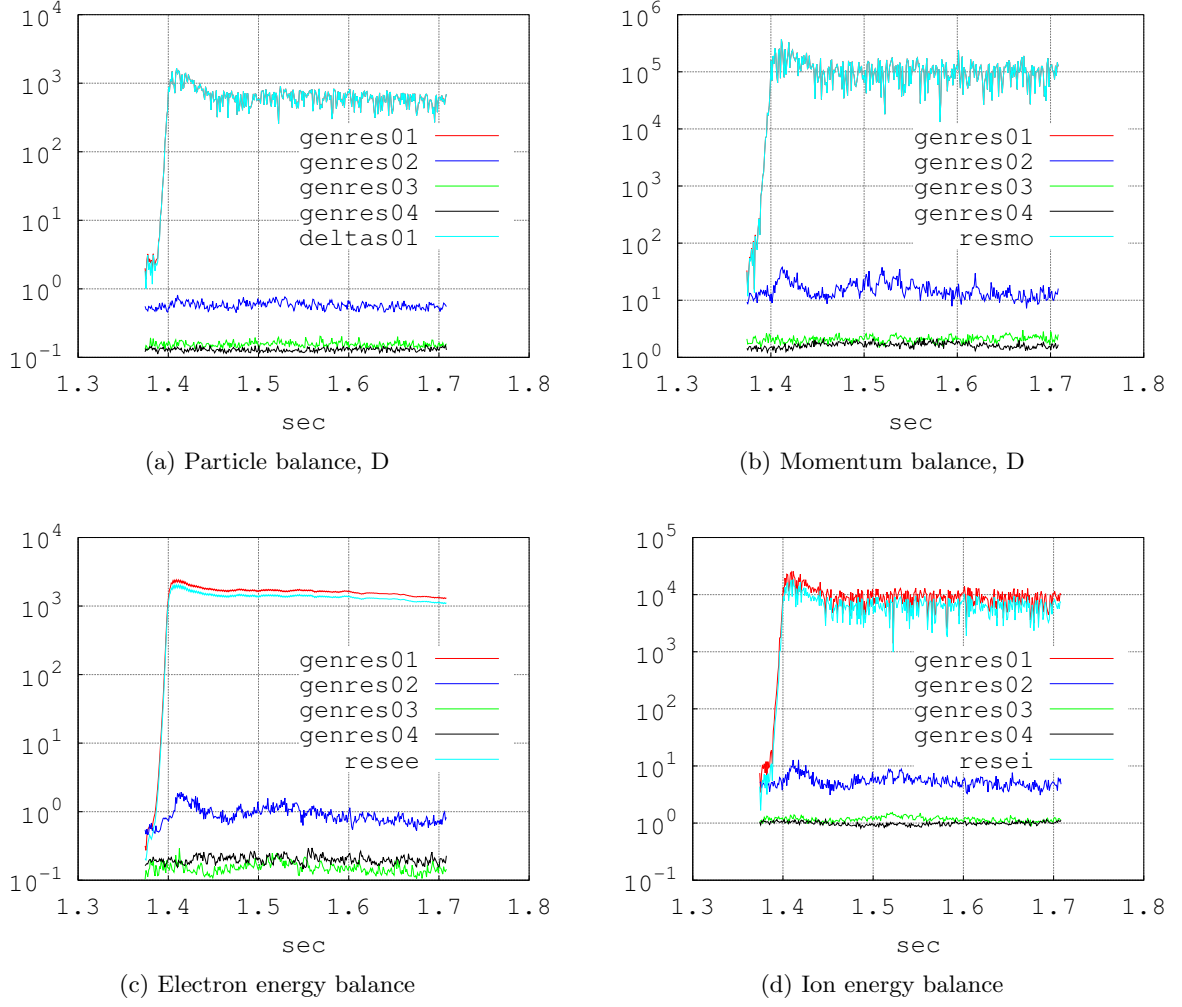 10^4
10^3
10^2
10^1
10^0
10^-1
genres01
genres02
genres03
genres04
deltas01
1.3 1.4 1.5 1.6 1.7 1.8
sec
(a) Particle balance, D
10^6
10^5
10^4
10^3
10^2
10^1
10^0
genres01
genres02
genres03
genres04
resmo
1.3 1.4 1.5 1.6 1.7 1.8
sec
(b) Momentum balance, D
10^4
10^3
10^2
10^1
10^0
10^-1
genres01
genres02
genres03
genres04
resee
1.3 1.4 1.5 1.6 1.7 1.8
sec
(c) Electron energy balance
10^5
10^4
10^3
10^2
10^1
10^0
10^-1
genres01
genres02
genres03
genres04
resei
1.3 1.4 1.5 1.6 1.7 1.8
sec
(d) Ion energy balance